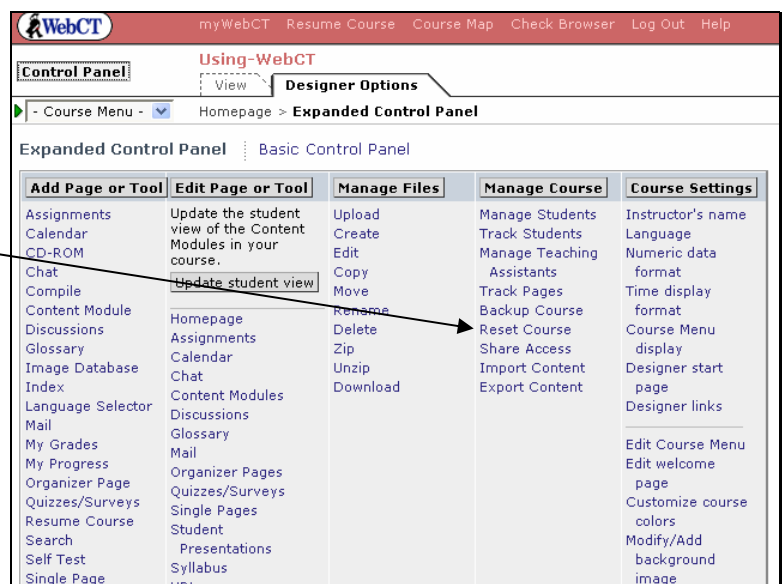 WebCT
myWebCT Resume Course Course Map Check Browser Log Out Help
Control Panel
Using-WebCT
View Designer Options
- Course Menu - Homepage > Expanded Control Panel
Expanded Control Panel Basic Control Panel
Add Page or Tool
Assignments
Calendar
CD-ROM
Chat
Compile
Content Module
Discussions
Glossary
Image Database
Index
Language Selector
Mail
My Grades
My Progress
Organizer Page
Quizzes/Surveys
Resume Course
Search
Self Test
Single Page
Edit Page or Tool
Update the student
view of the Content
Modules in your
course.
Update student view
Homepage
Assignments
Calendar
Chat
Content Modules
Discussions
Glossary
Mail
Organizer Pages
Quizzes/Surveys
Single Pages
Student
Presentations
Syllabus
Manage Files
Upload
Create
Edit
Copy
Move
Rename
Delete
Zip
Unzip
Download
Manage Course
Manage Students
Track Students
Manage Teaching
Assistants
Track Pages
Backup Course
Reset Course
Share Access
Import Content
Export Content
Course Settings
Instructor's name
Language
Numeric data
format
Time display
format
Course Menu
display
Designer start
page
Designer links
Edit Course Menu
Edit welcome
page
Customize course
colors
Modify/Add
background
image